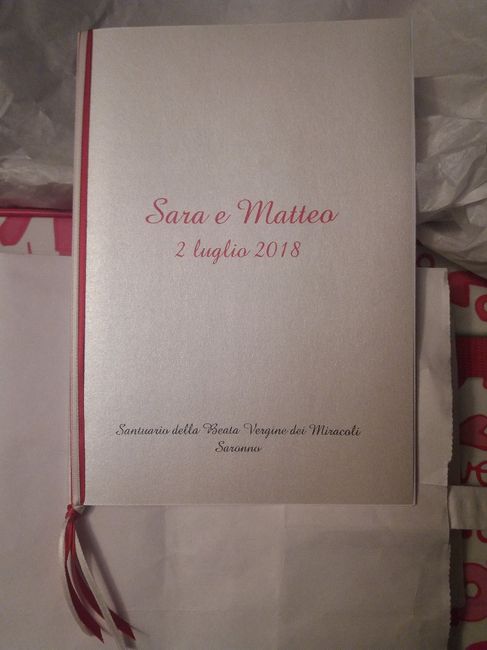 Sara e Matteo
2 luglio 2018
Santuario della Beata Vergine dei Miracoli
Saronno